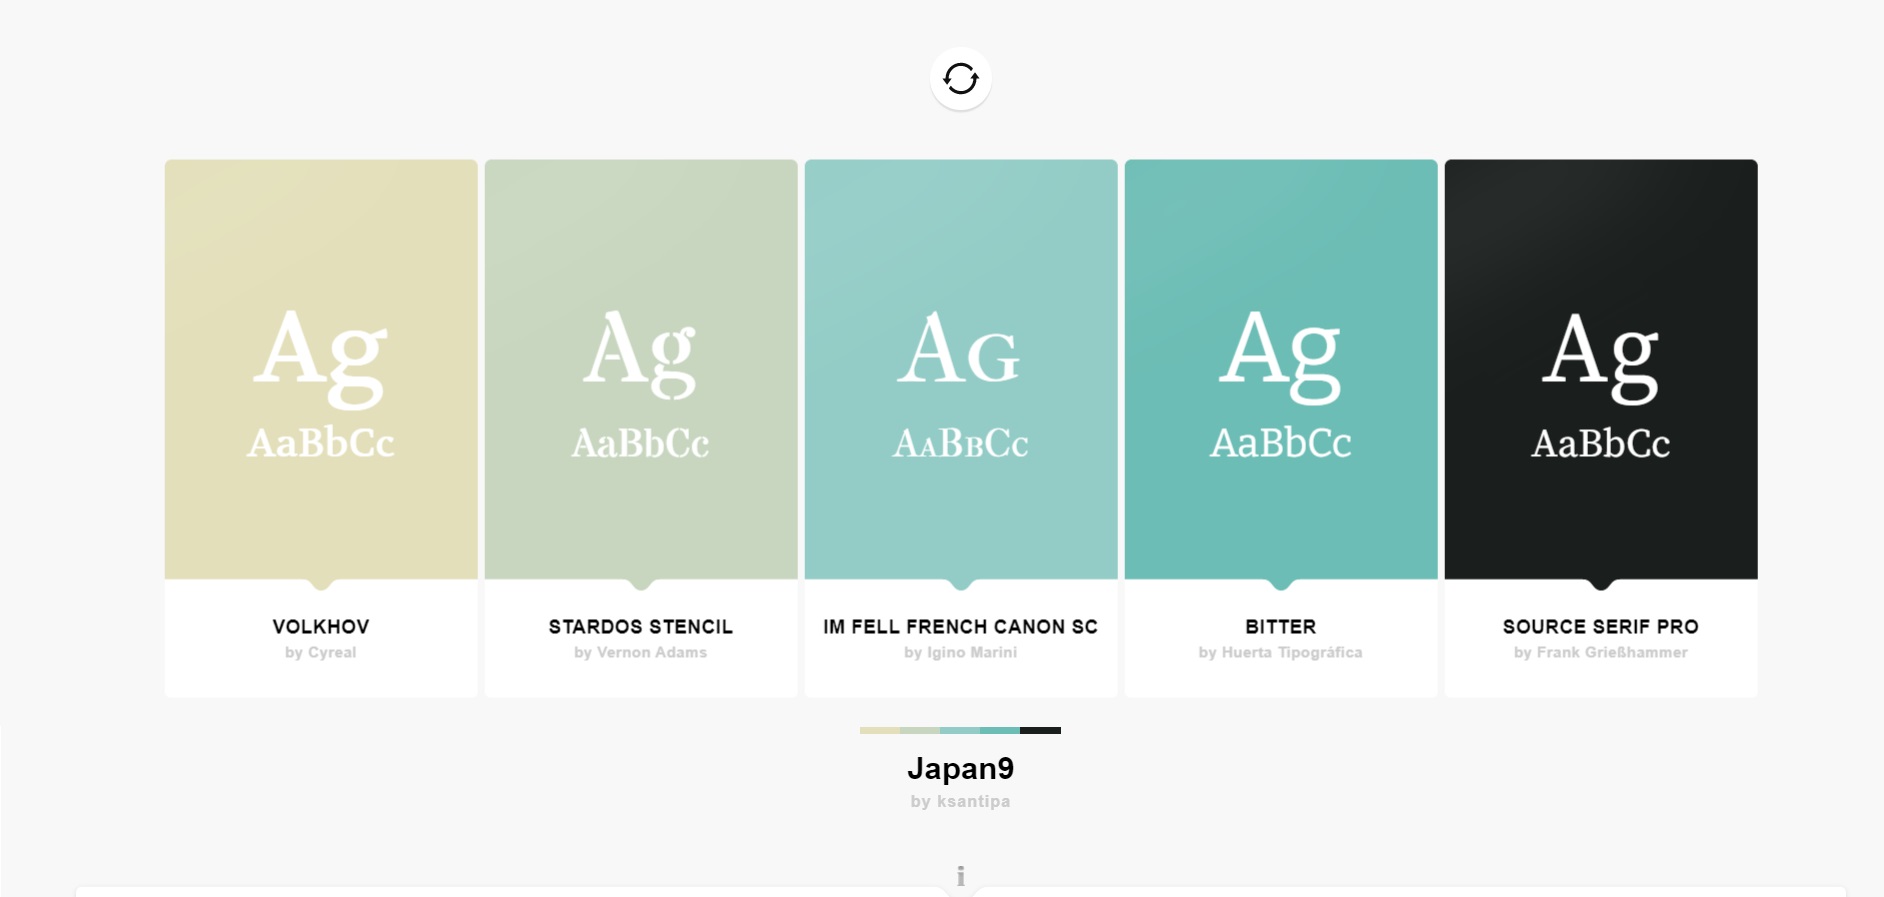 Ag
AaBbCc
VOLKHOV
by Cyreal
Ag
AaBbCc
STARDOS STENCIL
by Vernon Adams
AG
AABBCC
IM FELL FRENCH CANON SC
by Igino Marini
Ag
AaBbCc
BITTER
by Huerta Tipográfica
Ag
AaBbCc
SOURCE SERIF PRO
by Frank Grießhammer
Japan9
by ksantipa
i